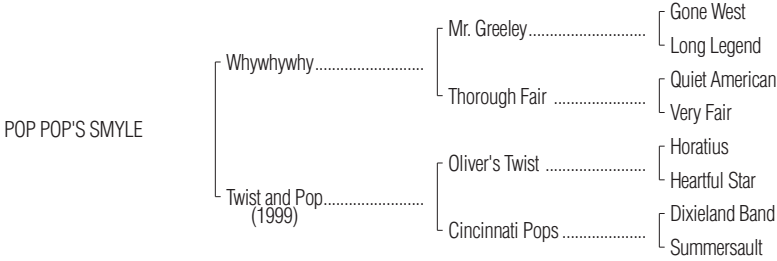 Gone West
Mr. Greeley............................
Long Legend
Whywhywhy..........................
Quiet American
Thorough Fair ......................
Very Fair
POP POP'S SMYLE
Horatius
Oliver's Twist ........................
Heartful Star
Twist and Pop........................
(1999)
Dixieland Band
Cincinnati Pops ....................
Summersault